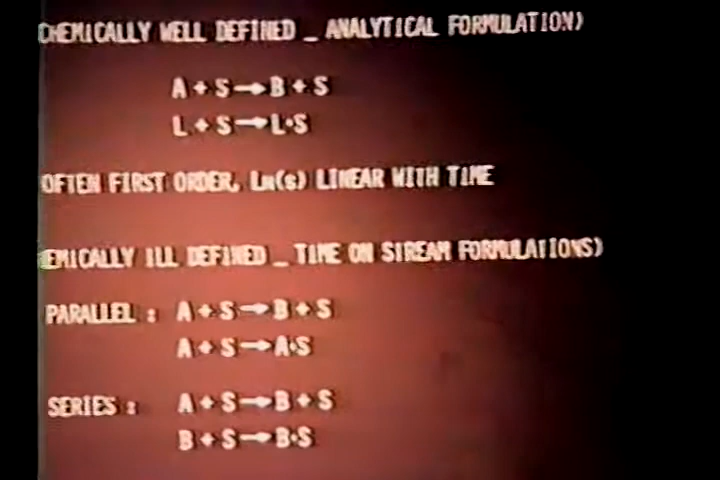 CHEMICALLY WELL DEFINED _ ANALYTICAL FORMULATION)
A + S → B + S
L + S → L·S
OFTEN FIRST ORDER, Ln(s) LINEAR WITH TIME
EMICALLY ILL DEFINED _ TIME ON STREAM FORMULATIONS)
PARALLEL : A + S → B + S
A + S → A·S
SERIES : A + S → B + S
B + S → B·S